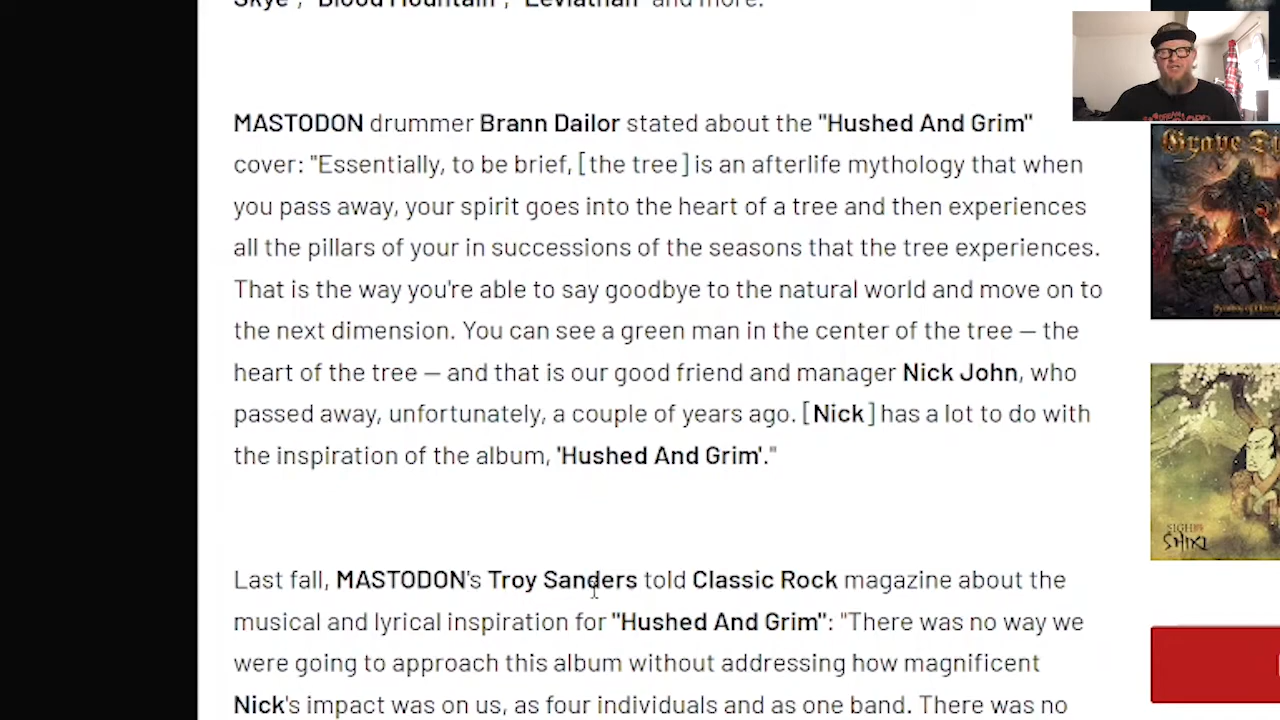 Skye", "Blood Mountain", "Leviathan" and more.
MASTODON drummer Brann Dailor stated about the "Hushed And Grim"
cover: "Essentially, to be brief, [the tree] is an afterlife mythology that when
you pass away, your spirit goes into the heart of a tree and then experiences
all the pillars of your in successions of the seasons that the tree experiences.
That is the way you're able to say goodbye to the natural world and move on to
the next dimension. You can see a green man in the center of the tree — the
heart of the tree — and that is our good friend and manager Nick John, who
passed away, unfortunately, a couple of years ago. [Nick] has a lot to do with
the inspiration of the album, 'Hushed And Grim'."
Last fall, MASTODON's Troy Sanders told Classic Rock magazine about the
musical and lyrical inspiration for "Hushed And Grim": "There was no way we
were going to approach this album without addressing how magnificent
Nick's impact was on us, as four individuals and as one band. There was no
Grave
SIGH
SHIKI